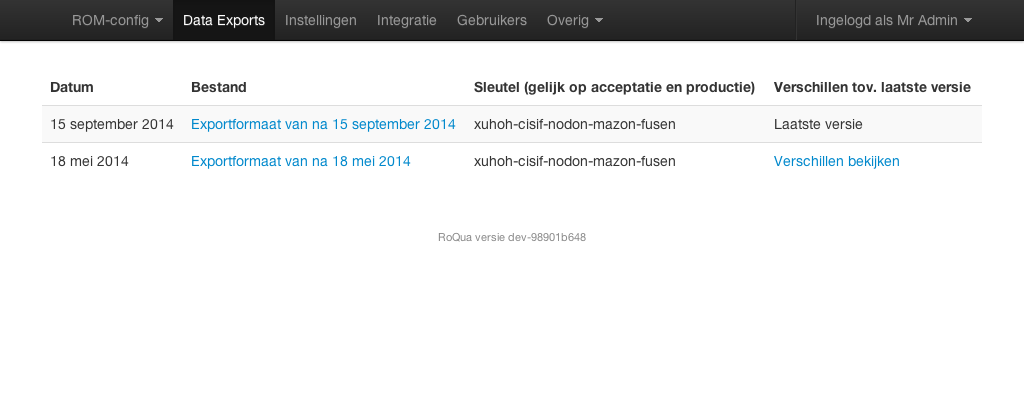 ROM-config Data Exports Instellingen Integratie Gebruikers Overig Ingelogd als Mr Admin
Datum Bestand Sleutel (gelijk op acceptatie en productie) Verschillen tov. laatste versie
15 september 2014 Exportformaat van na 15 september 2014 xuhoh-cisif-nodon-mazon-fusen Laatste versie
18 mei 2014 Exportformaat van na 18 mei 2014 xuhoh-cisif-nodon-mazon-fusen Verschillen bekijken
RoQua versie dev-98901b648